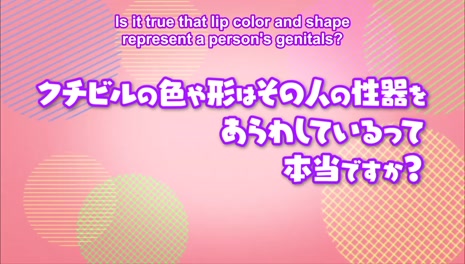 Is it true that lip color and shape
represent a person's genitals?
クチビルの色や形はその人の性器を
あらわしているって
本当ですか?